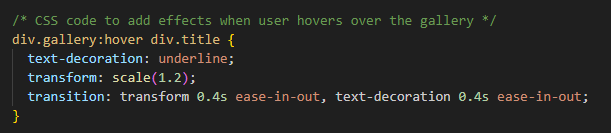 /* CSS code to add effects when user hovers over the gallery */
div.gallery:hover div.title {
  text-decoration: underline;
  transform: scale(1.2);
  transition: transform 0.4s ease-in-out, text-decoration 0.4s ease-in-out;
}